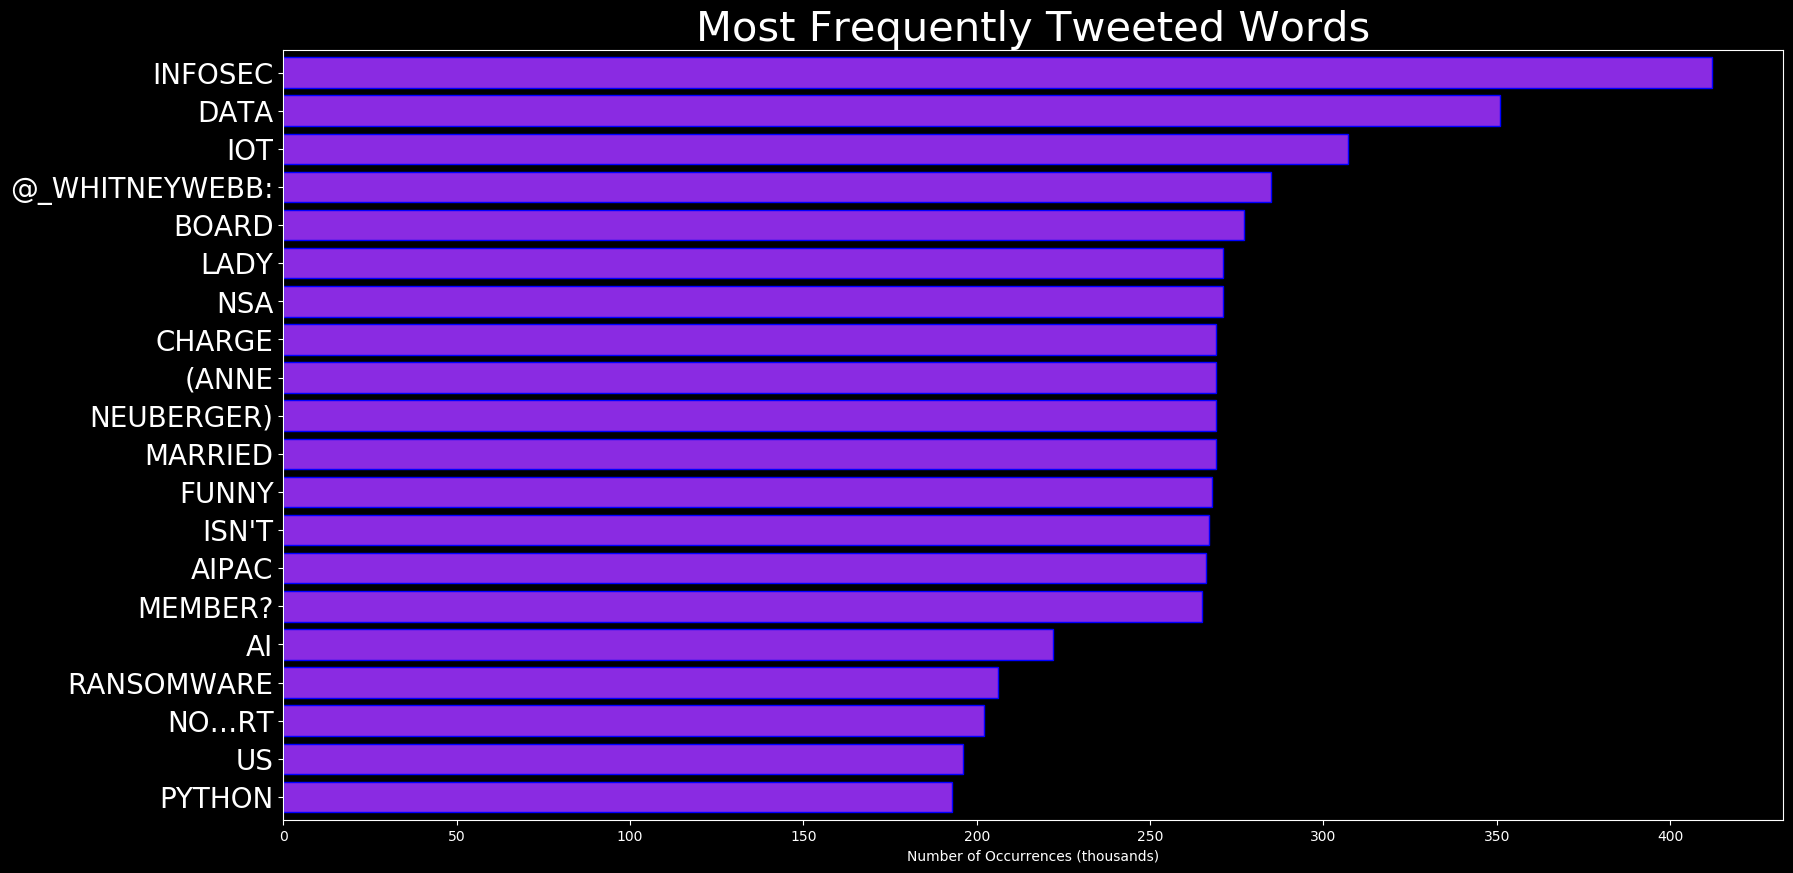 Most Frequently Tweeted Words
INFOSEC
DATA
IOT
@_WHITNEYWEBB:
BOARD
LADY
NSA
CHARGE
(ANNE
NEUBERGER)
MARRIED
FUNNY
ISN'T
AIPAC
MEMBER?
AI
RANSOMWARE
NO…RT
US
PYTHON
0 50 100 150 200 250 300 350 400
Number of Occurrences (thousands)